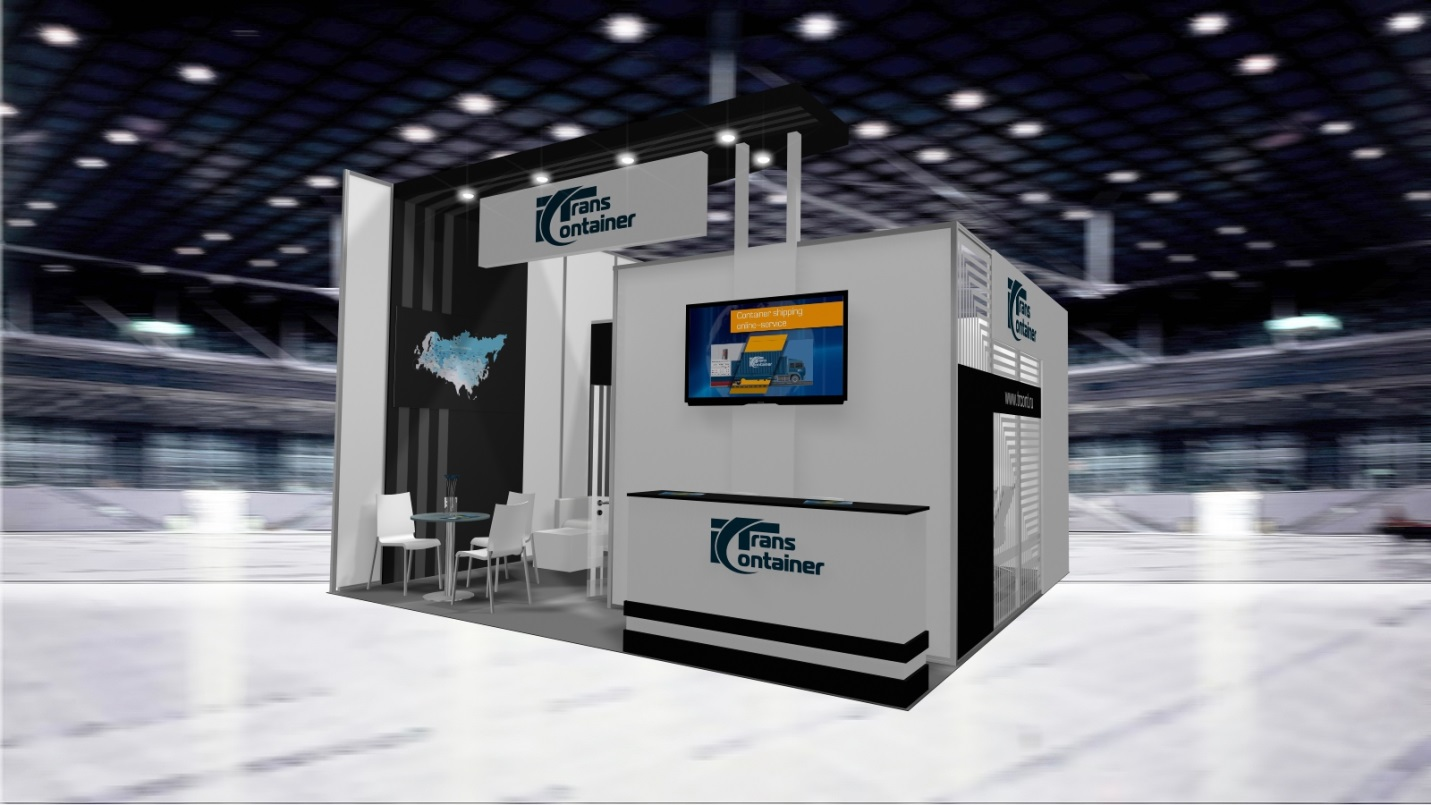 Trans
Container
Container shipping
online-service
Trans
Container
www.trcont.ru
Trans
Container